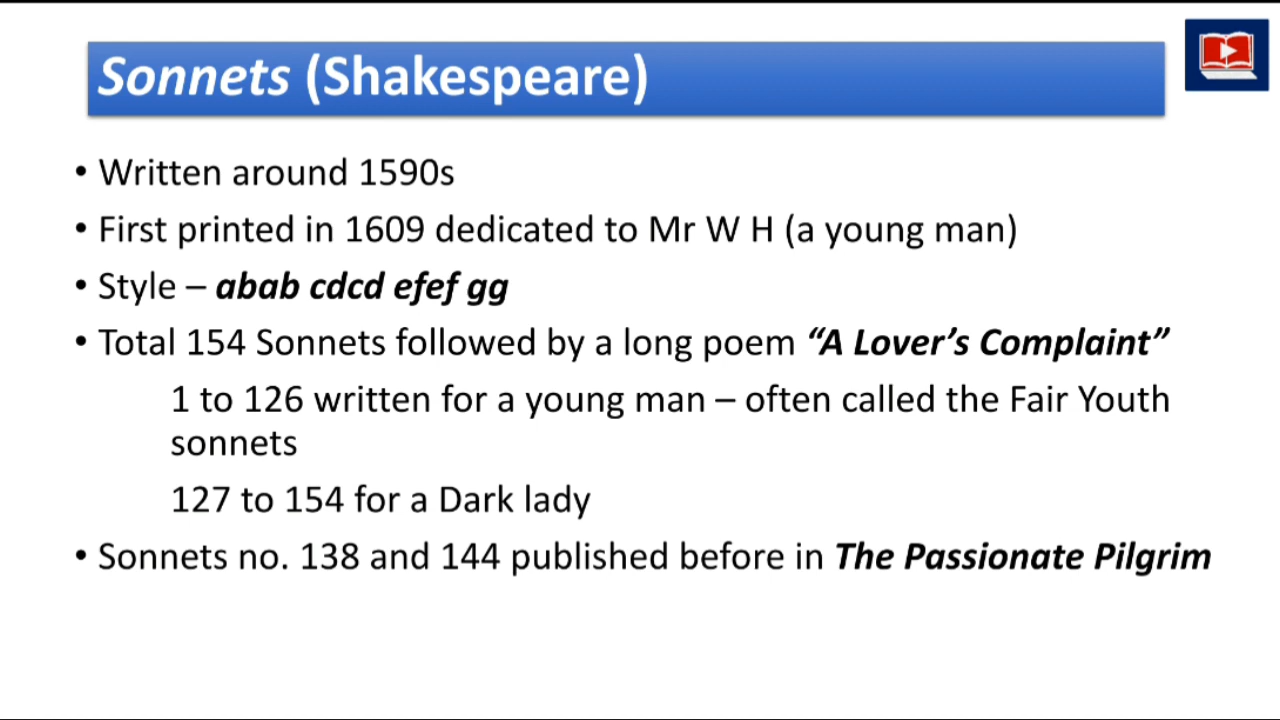 Sonnets (Shakespeare)
• Written around 1590s
• First printed in 1609 dedicated to Mr W H (a young man)
• Style – abab cdcd efef gg
• Total 154 Sonnets followed by a long poem “A Lover’s Complaint”
1 to 126 written for a young man – often called the Fair Youth
sonnets
127 to 154 for a Dark lady
• Sonnets no. 138 and 144 published before in The Passionate Pilgrim